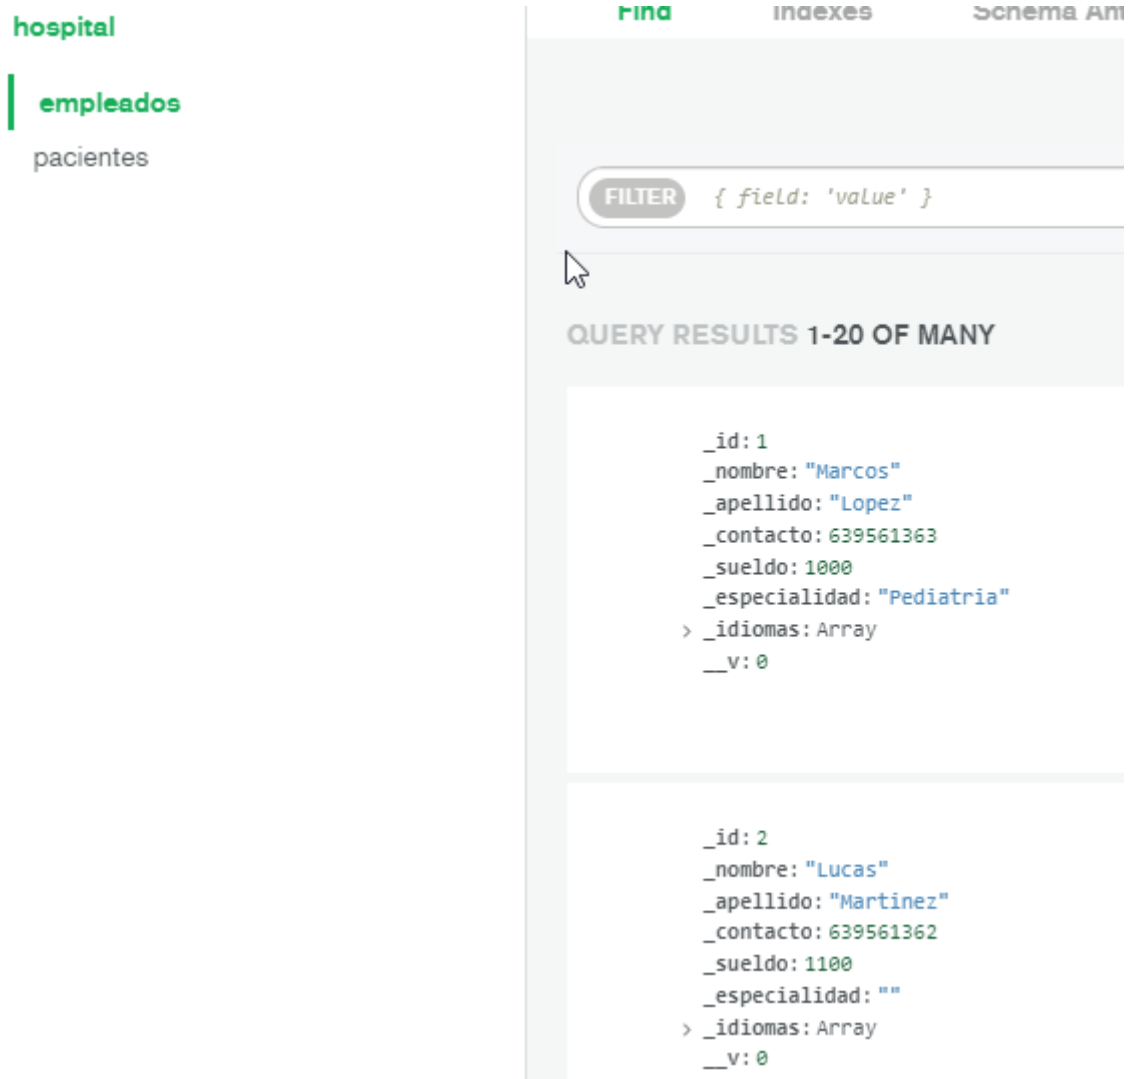 hospital
empleados
pacientes
Find Indexes Schema
FILTER { field: 'value' }
QUERY RESULTS 1-20 OF MANY
_id: 1
_nombre: "Marcos"
_apellido: "Lopez"
_contacto: 639561363
_sueldo: 1000
_especialidad: "Pediatria"
> _idiomas: Array
__v: 0
_id: 2
_nombre: "Lucas"
_apellido: "Martinez"
_contacto: 639561362
_sueldo: 1100
_especialidad: ""
> _idiomas: Array
__v: 0